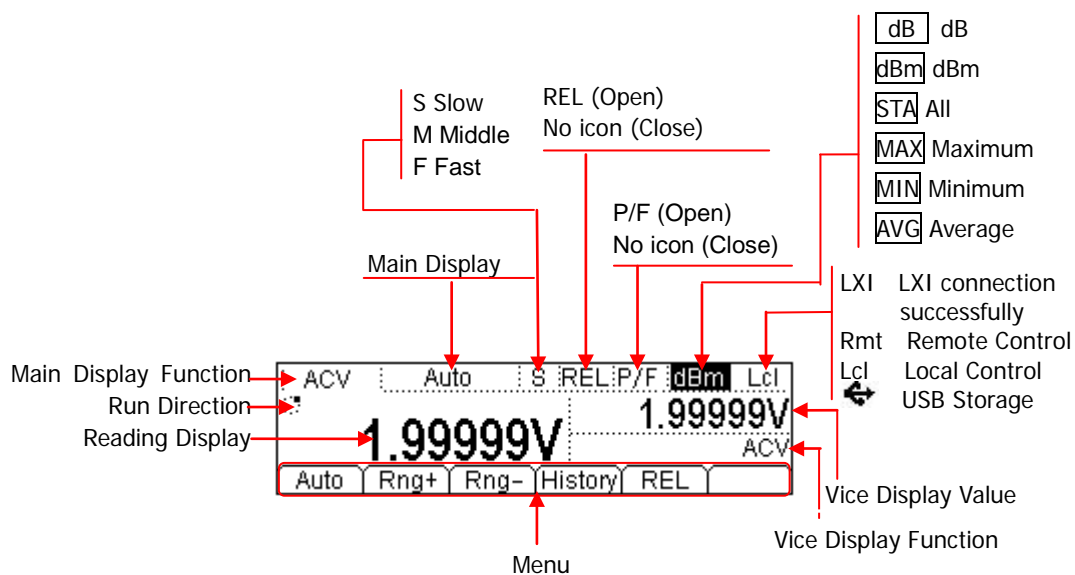 dB dB
dBm dBm
STA All
MAX Maximum
MIN Minimum
AVG Average
S Slow
M Middle
F Fast
REL (Open)
No icon (Close)
P/F (Open)
No icon (Close)
Main Display
LXI LXI connection
successfully
Rmt Remote Control
Lcl Local Control
USB Storage
Main Display Function
Run Direction
Reading Display
ACV Auto S REL P/F dBm Lcl
1.99999V
1.99999V
ACV
Auto Rng+ Rng- History REL
Vice Display Value
Vice Display Function
Menu